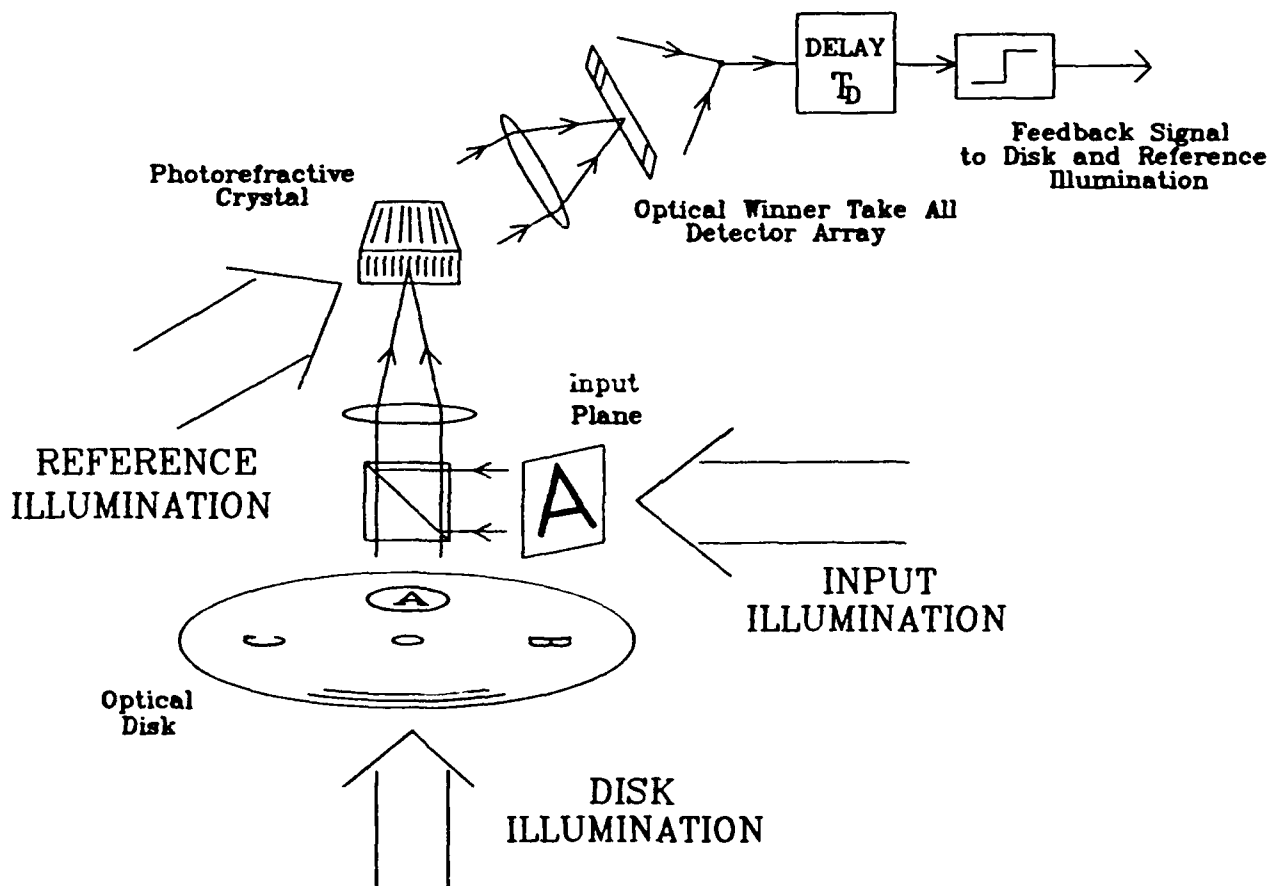 DELAY
T_D
Feedback Signal
to Disk and Reference
Illumination
Photorefractive
Crystal
Optical Winner Take All
Detector Array
input
Plane
REFERENCE
ILLUMINATION
A
INPUT
ILLUMINATION
A
C
B
Optical
Disk
DISK
ILLUMINATION